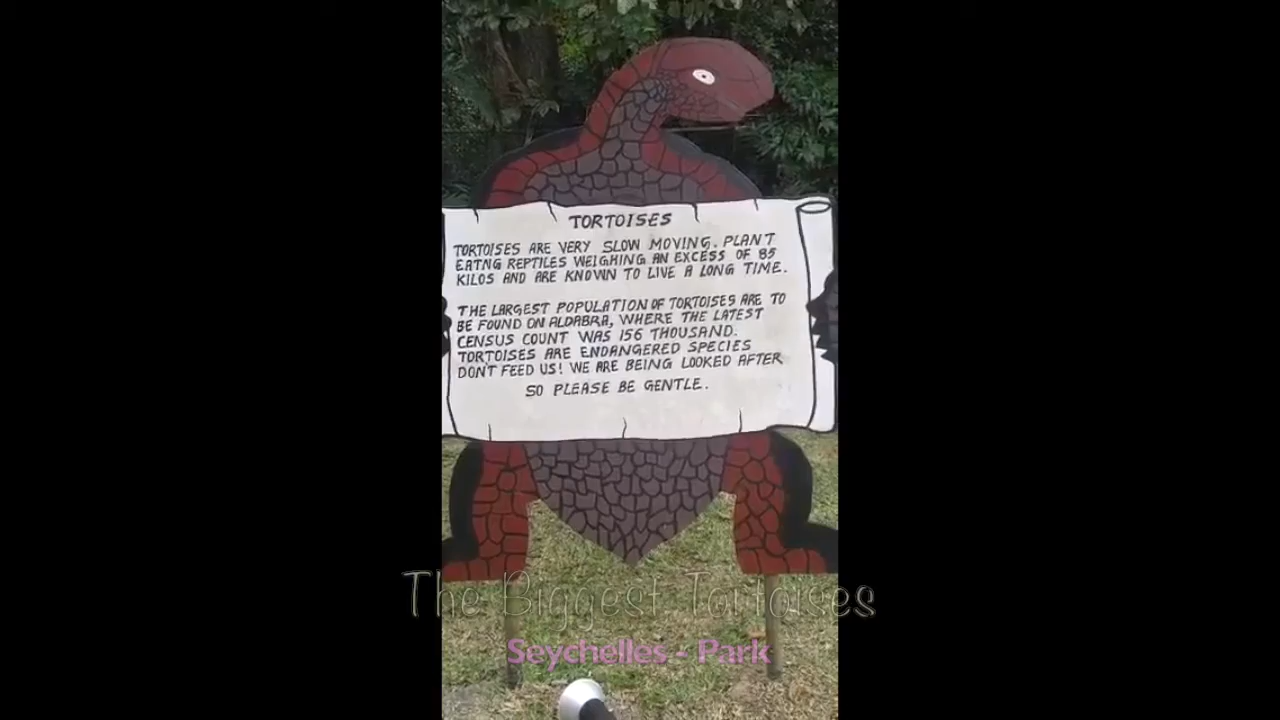 TORTOISES
TORTOISES ARE VERY SLOW MOVING. PLANT
EATNG REPTILES WEIGHING AN EXCESS OF 85
KILOS AND ARE KNOWN TO LIVE A LONG TIME.
THE LARGEST POPULATION OF TORTOISES ARE TO
BE FOUND ON ALDABRA, WHERE THE LATEST
CENSUS COUNT WAS 156 THOUSAND.
TORTOISES ARE ENDANGERED SPECIES
DON'T FEED US! WE ARE BEING LOOKED AFTER
SO PLEASE BE GENTLE.
The Biggest Tortoises
Seychelles - Park